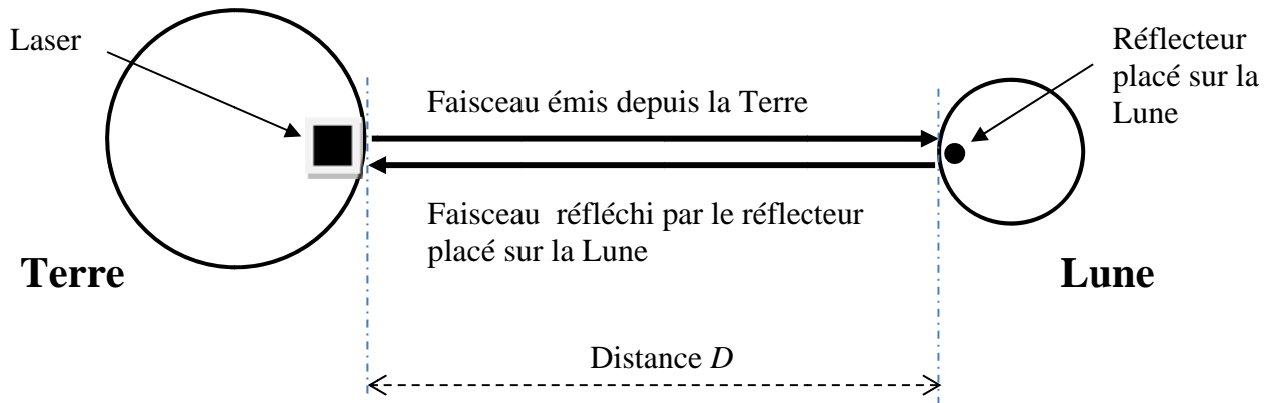 Laser
Réflecteur
placé sur la
Lune
Faisceau émis depuis la Terre
Faisceau réfléchi par le réflecteur
placé sur la Lune
Terre
Lune
Distance D